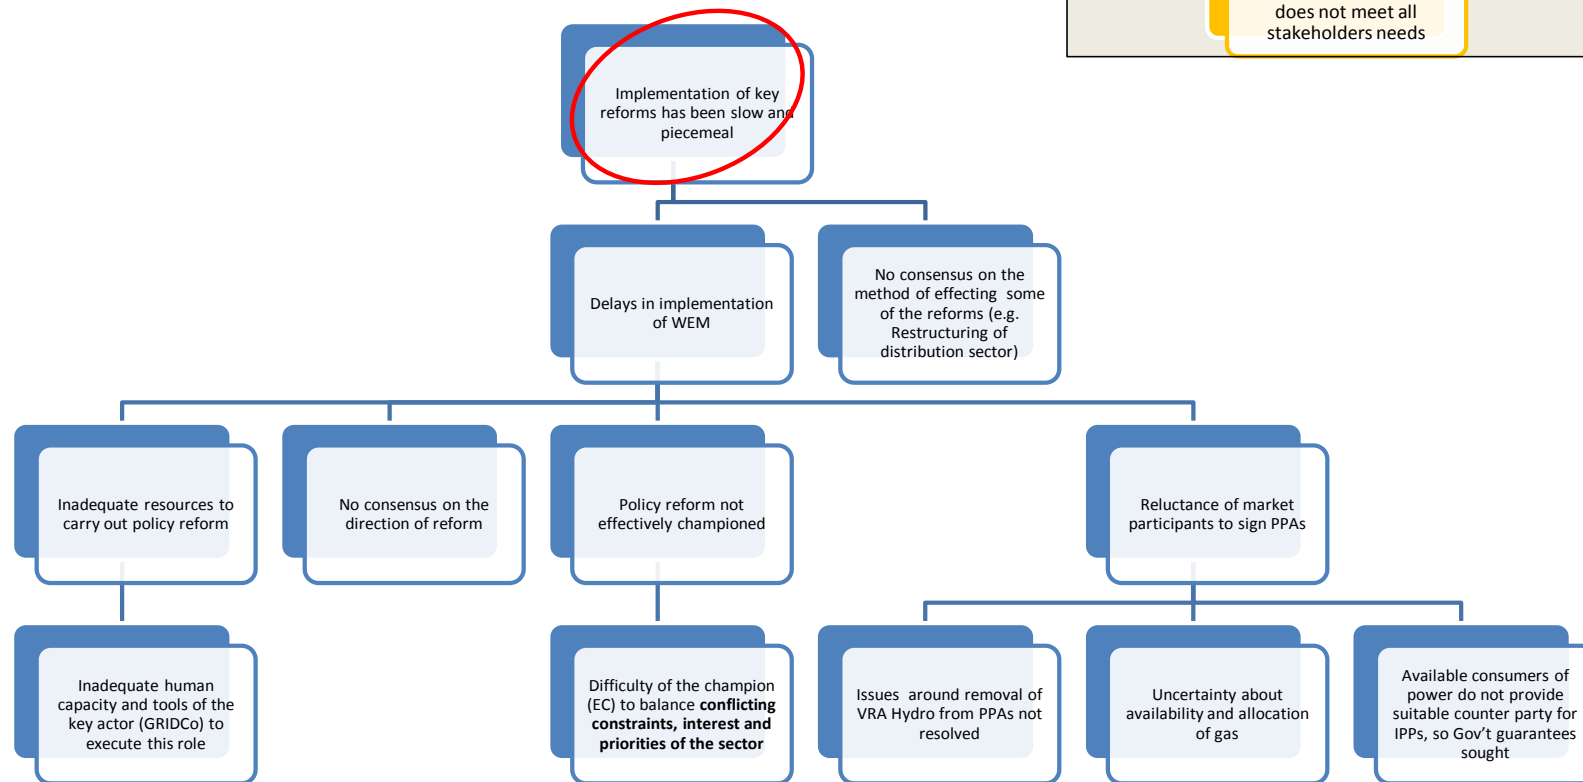 does not meet all
stakeholders needs
Implementation of key
reforms has been slow and
piecemeal
Delays in implementation
of WEM
No consensus on the
method of effecting some
of the reforms (e.g.
Restructuring of
distribution sector)
Inadequate resources to
carry out policy reform
No consensus on the
direction of reform
Policy reform not
effectively championed
Reluctance of market
participants to sign PPAs
Inadequate human
capacity and tools of the
key actor (GRIDCo) to
execute this role
Difficulty of the champion
(EC) to balance conflicting
constraints, interest and
priorities of the sector
Issues around removal of
VRA Hydro from PPAs not
resolved
Uncertainty about
availability and allocation
of gas
Available consumers of
power do not provide
suitable counter party for
IPPs, so Gov't guarantees
sought